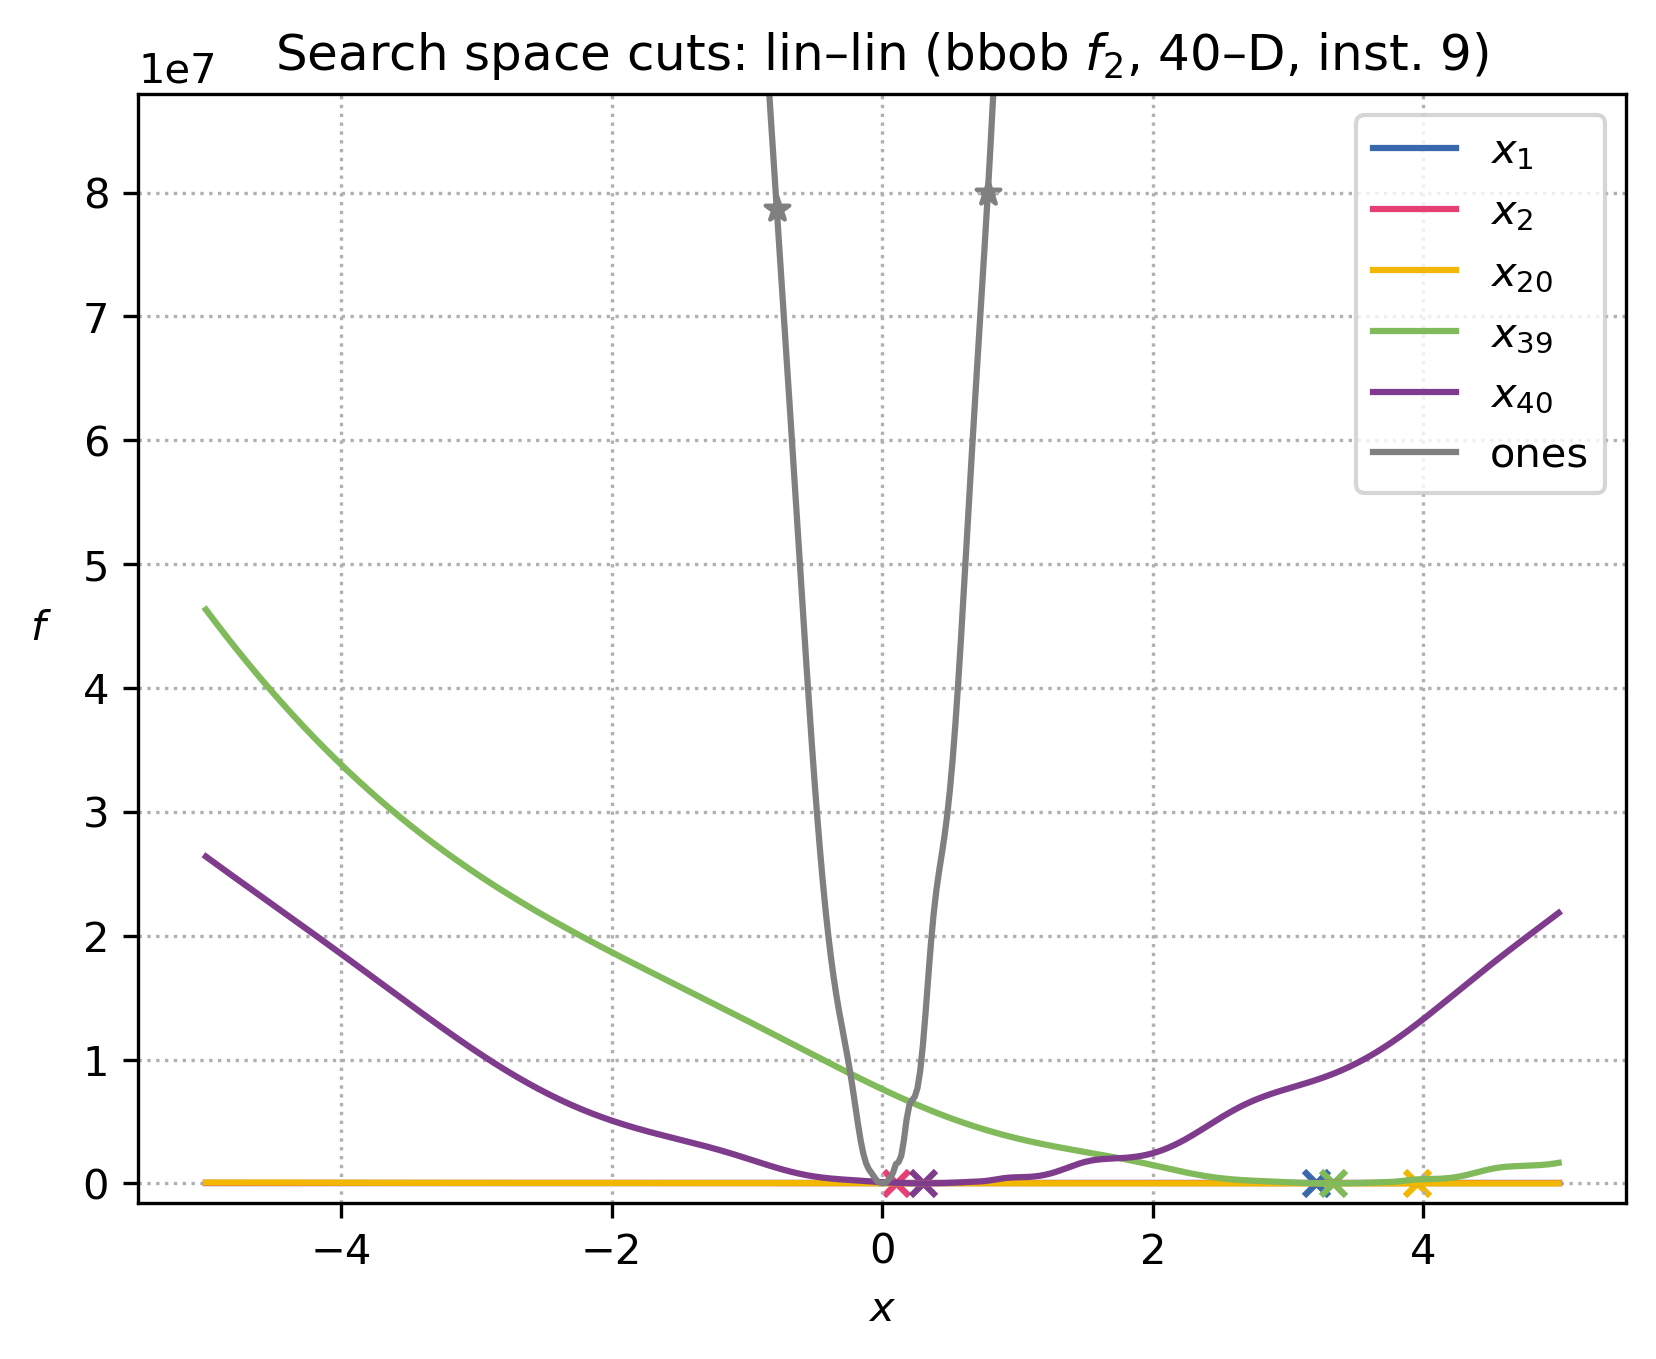 Search space cuts: lin–lin (bbob f₂, 40–D, inst. 9)
1e7
x₁
x₂
x₂₀
x₃₉
x₄₀
ones
8
7
6
5
4
3
2
1
0
f
−4 −2 0 2 4
x